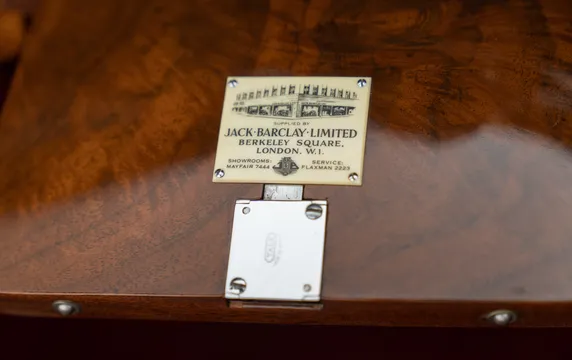 SUPPLIED BY
JACK·BARCLAY·LIMITED
BERKELEY SQUARE,
LONDON, W.1.
SHOWROOMS: SERVICE:
MAYFAIR 7444 FLAXMAN 2223